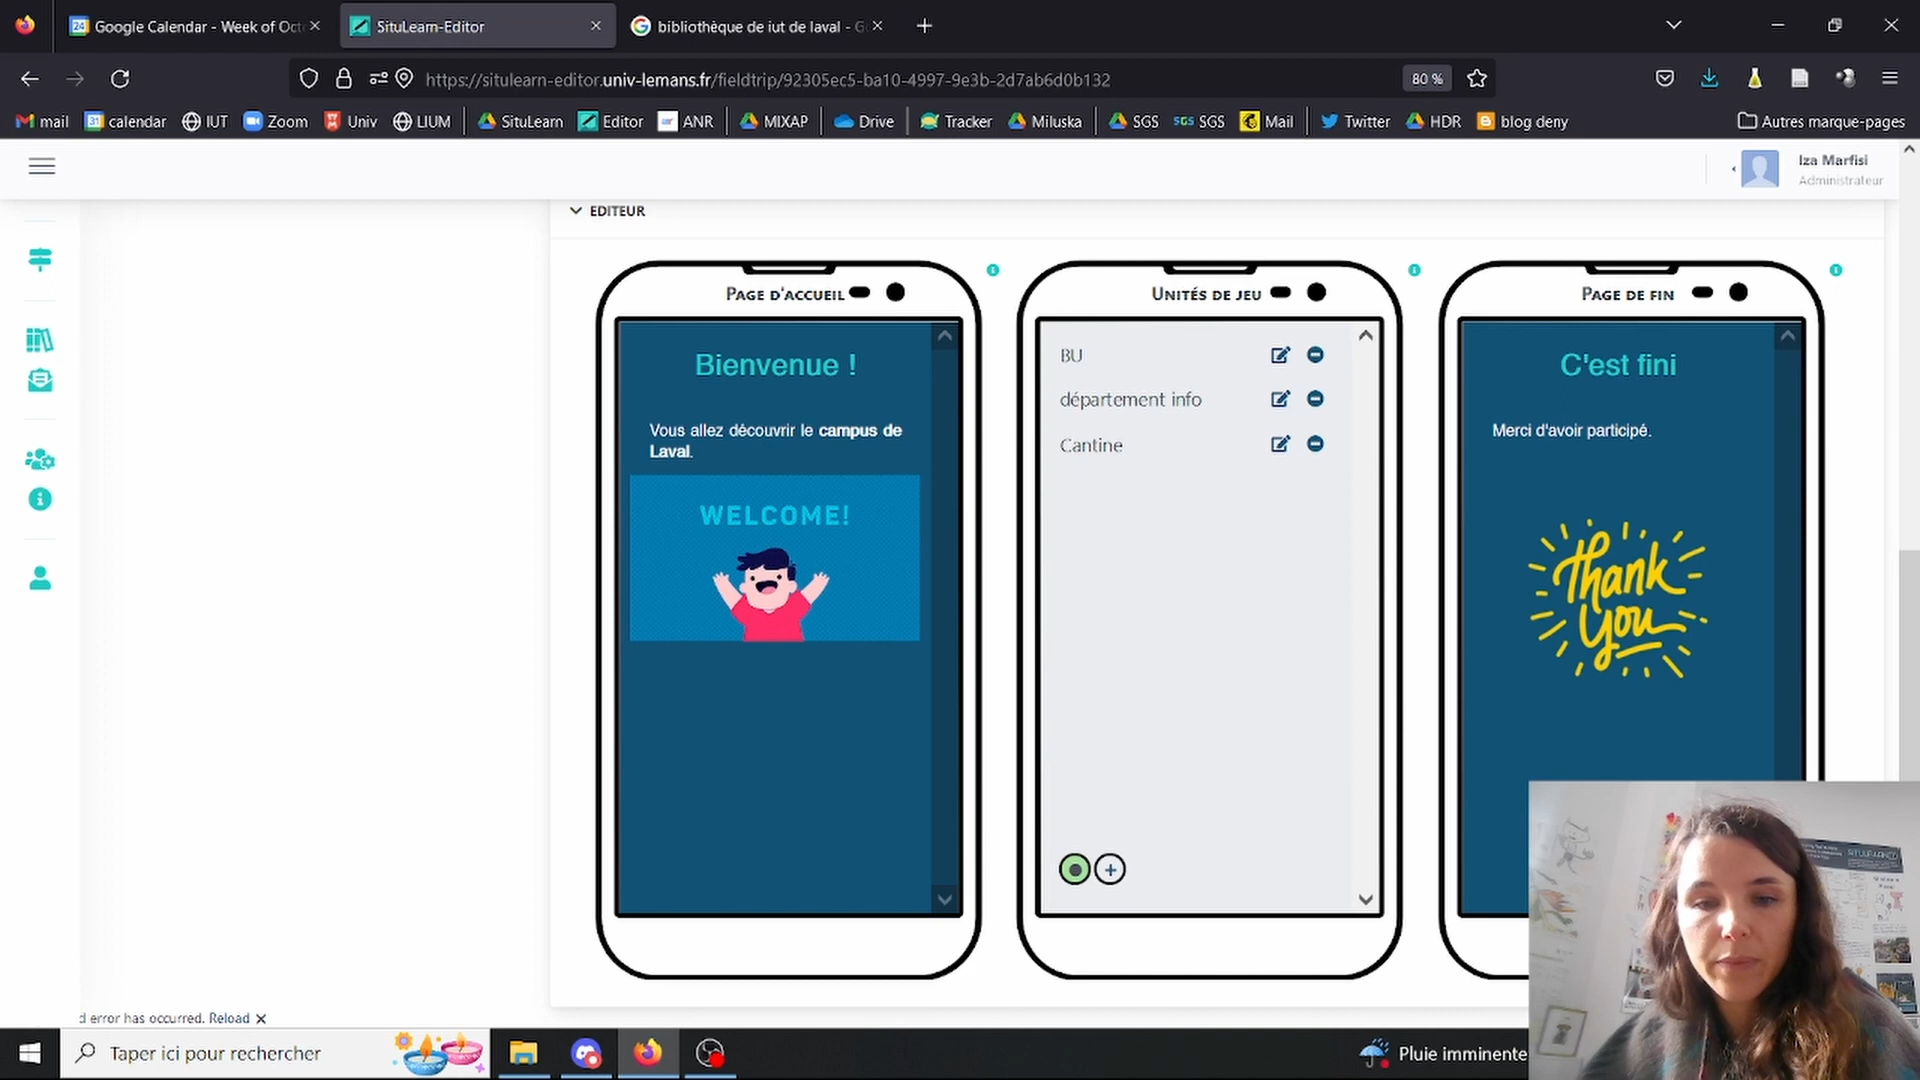 Google Calendar - Week of Oct
SituLearn-Editor
bibliothèque de iut de laval - G
https://situlearn-editor.univ-lemans.fr/fieldtrip/92305ec5-ba10-4997-9e3b-2d7ab6d0b132
80 %
mail
calendar
IUT
Zoom
Univ
LIUM
SituLearn
Editor
ANR
MIXAP
Drive
Tracker
Miluska
SGS
SGS
Mail
Twitter
HDR
blog deny
Autres marque-pages
Iza Marfisi
Administrateur
EDITEUR
Page d'accueil
Bienvenue !
Vous allez découvrir le campus de
Laval.
WELCOME!
Unités de jeu
BU
département info
Cantine
Page de fin
C'est fini
Merci d'avoir participé.
Thank
you
d error has occurred. Reload
Taper ici pour rechercher
Pluie imminente